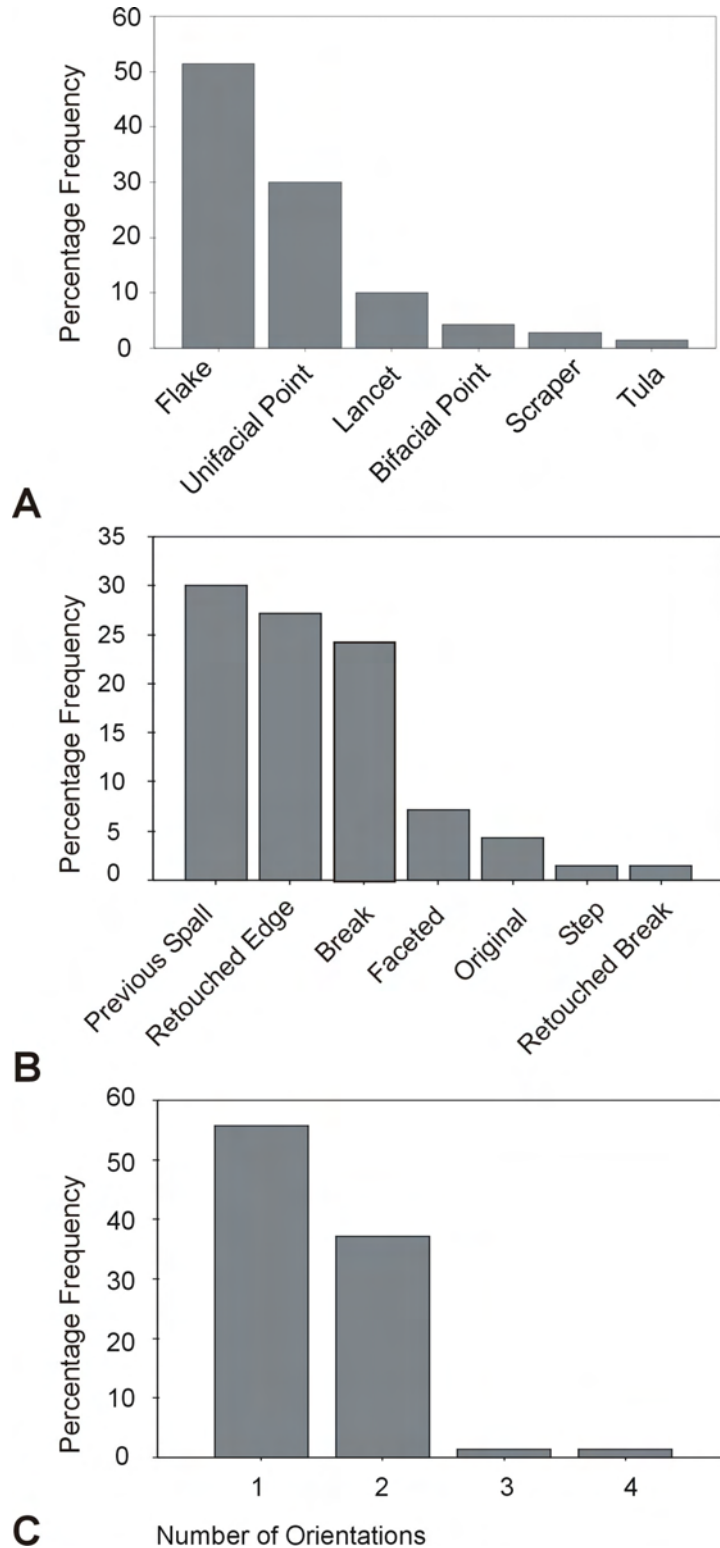 60
50
40
30
20
10
0
Percentage Frequency
Flake
Unifacial Point
Lancet
Bifacial Point
Scraper
Tula
A
35
30
25
20
15
10
5
0
Percentage Frequency
Previous Spall
Retouched Edge
Break
Faceted
Original
Step
Retouched Break
B
60
50
40
30
20
10
0
Percentage Frequency
1 2 3 4
C Number of Orientations